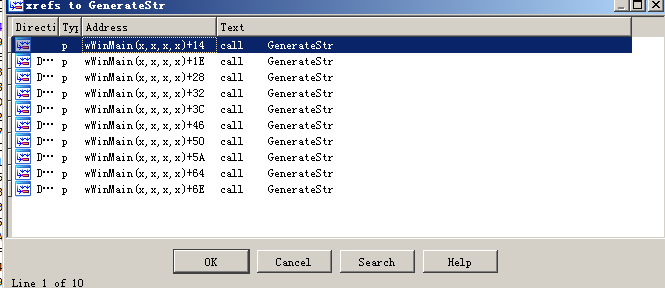 xrefs to GenerateStr
Directi Typ Address Text
p wWinMain(x,x,x,x)+14 call GenerateStr
D··· p wWinMain(x,x,x,x)+1E call GenerateStr
D··· p wWinMain(x,x,x,x)+28 call GenerateStr
D··· p wWinMain(x,x,x,x)+32 call GenerateStr
D··· p wWinMain(x,x,x,x)+3C call GenerateStr
D··· p wWinMain(x,x,x,x)+46 call GenerateStr
D··· p wWinMain(x,x,x,x)+50 call GenerateStr
D··· p wWinMain(x,x,x,x)+5A call GenerateStr
D··· p wWinMain(x,x,x,x)+64 call GenerateStr
D··· p wWinMain(x,x,x,x)+6E call GenerateStr
OK Cancel Search Help
Line 1 of 10